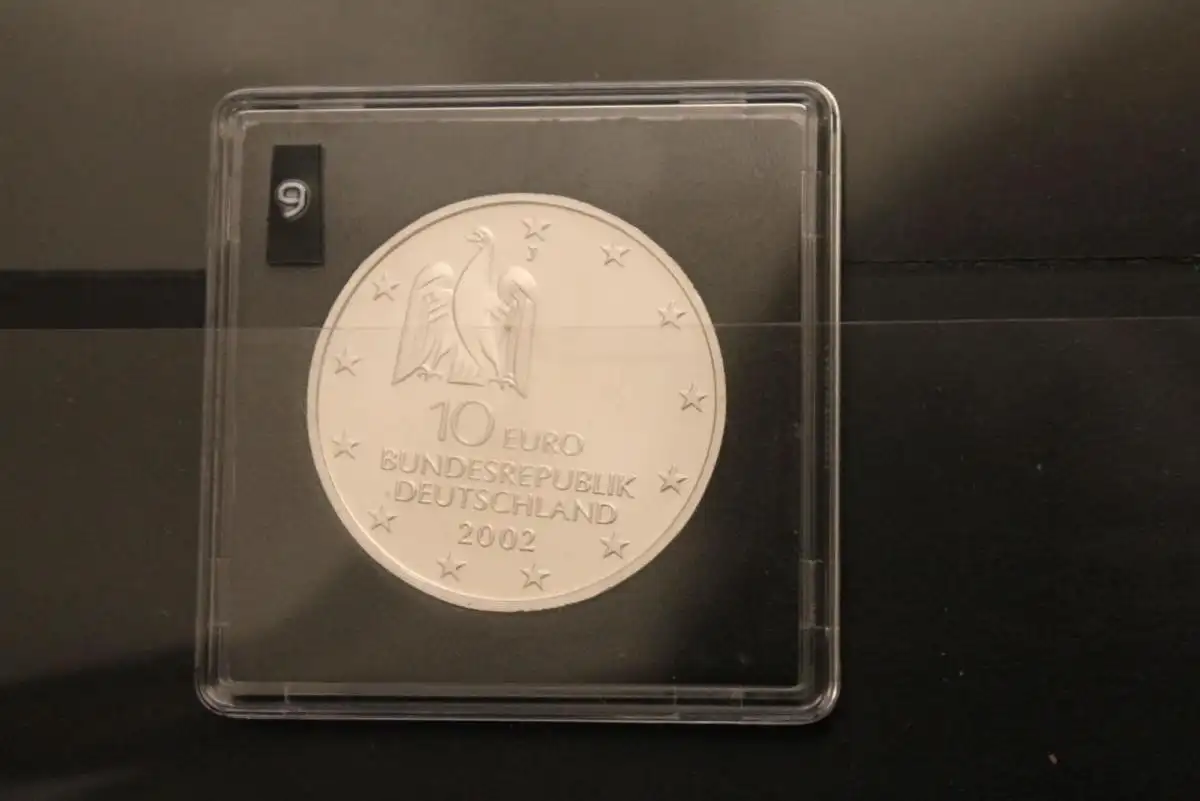 9
J
10 EURO
BUNDESREPUBLIK
DEUTSCHLAND
2002